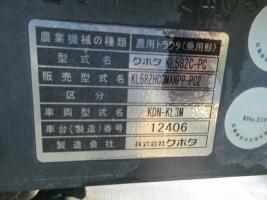 農業機械の種類 農用トラクタ(乗用形)
型式名 クボタ KL58ZC-PC
販売型式名 KL58ZHCQMANPP-PC2
区分
車両型式名 KDN-KL3M
車台(製造)番号 12406
製造会社 株式会社クボタ